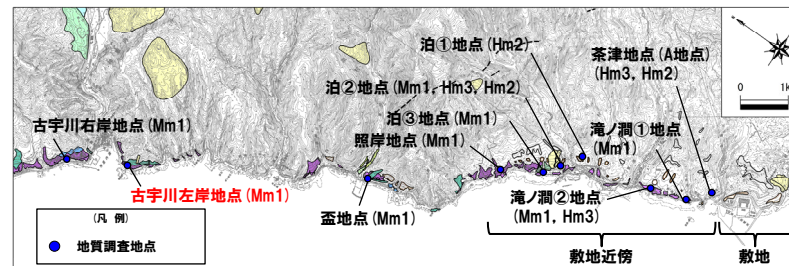 泊①地点(Hm2)
茶津地点(A地点)
(Hm3, Hm2)
泊②地点(Mm1, Hm3, Hm2)
泊③地点(Mm1)
滝ノ澗①地点
(Mm1)
古宇川右岸地点(Mm1)
照岸地点(Mm1)
古宇川左岸地点(Mm1)
盃地点(Mm1)
滝ノ澗②地点
(Mm1, Hm3)
(凡 例)
地質調査地点
敷地近傍
敷地
0 1k